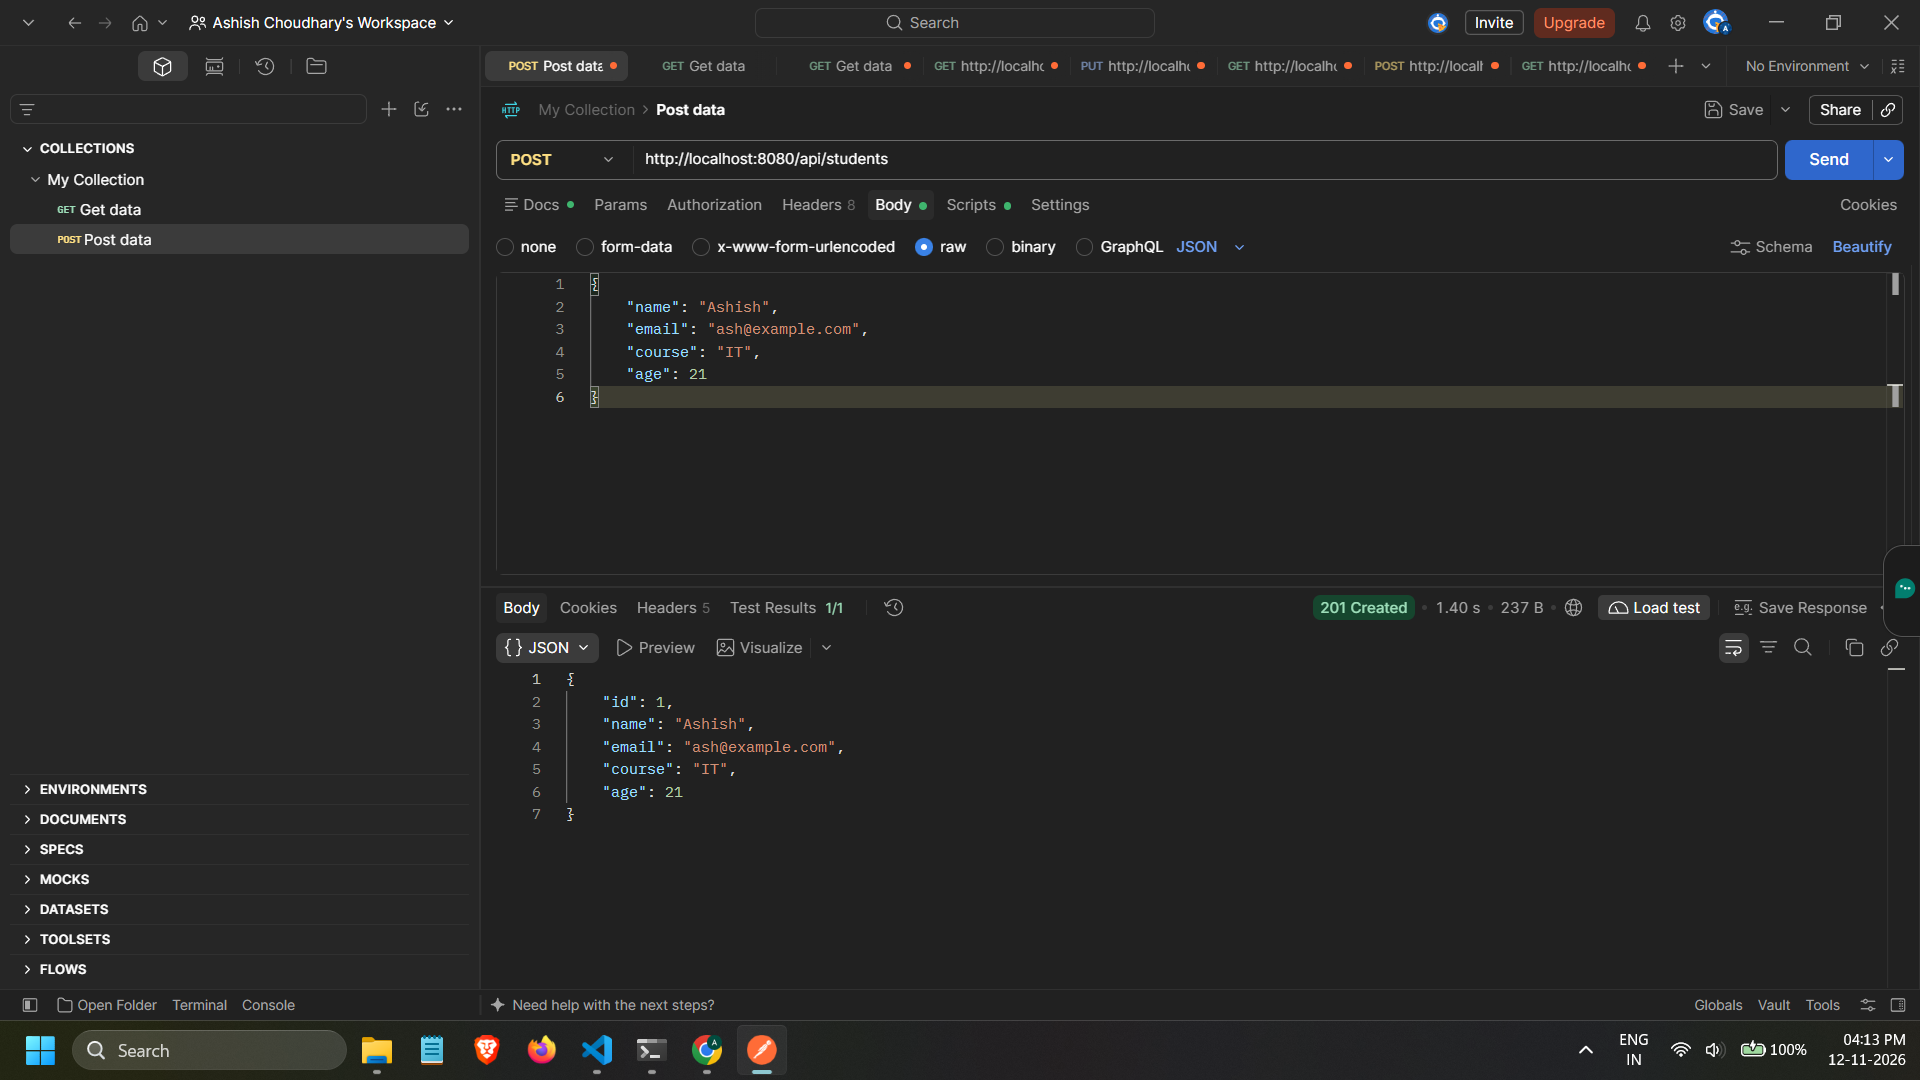 Ashish Choudhary's Workspace
Search
Invite
Upgrade
POST Post data
GET Get data
GET Get data
GET http://localhc
PUT http://localh
GET http://localh
POST http://local
GET http://localhc
No Environment
HTTP
My Collection > Post data
Save
Share
COLLECTIONS
My Collection
GET Get data
POST Post data
POST
http://localhost:8080/api/students
Send
Docs
Params
Authorization
Headers 8
Body
Scripts
Settings
Cookies
none
form-data
x-www-form-urlencoded
raw
binary
GraphQL
JSON
Schema
Beautify
1 {
2 "name": "Ashish",
3 "email": "ash@example.com",
4 "course": "IT",
5 "age": 21
6 }
Body
Cookies
Headers 5
Test Results 1/1
201 Created
1.40 s
237 B
Load test
e.g. Save Response
{} JSON
Preview
Visualize
1 {
2 "id": 1,
3 "name": "Ashish",
4 "email": "ash@example.com",
5 "course": "IT",
6 "age": 21
7 }
ENVIRONMENTS
DOCUMENTS
SPECS
MOCKS
DATASETS
TOOLSETS
FLOWS
Open Folder
Terminal
Console
Need help with the next steps?
Globals
Vault
Tools
Search
ENG
IN
100%
04:13 PM
12-11-2026